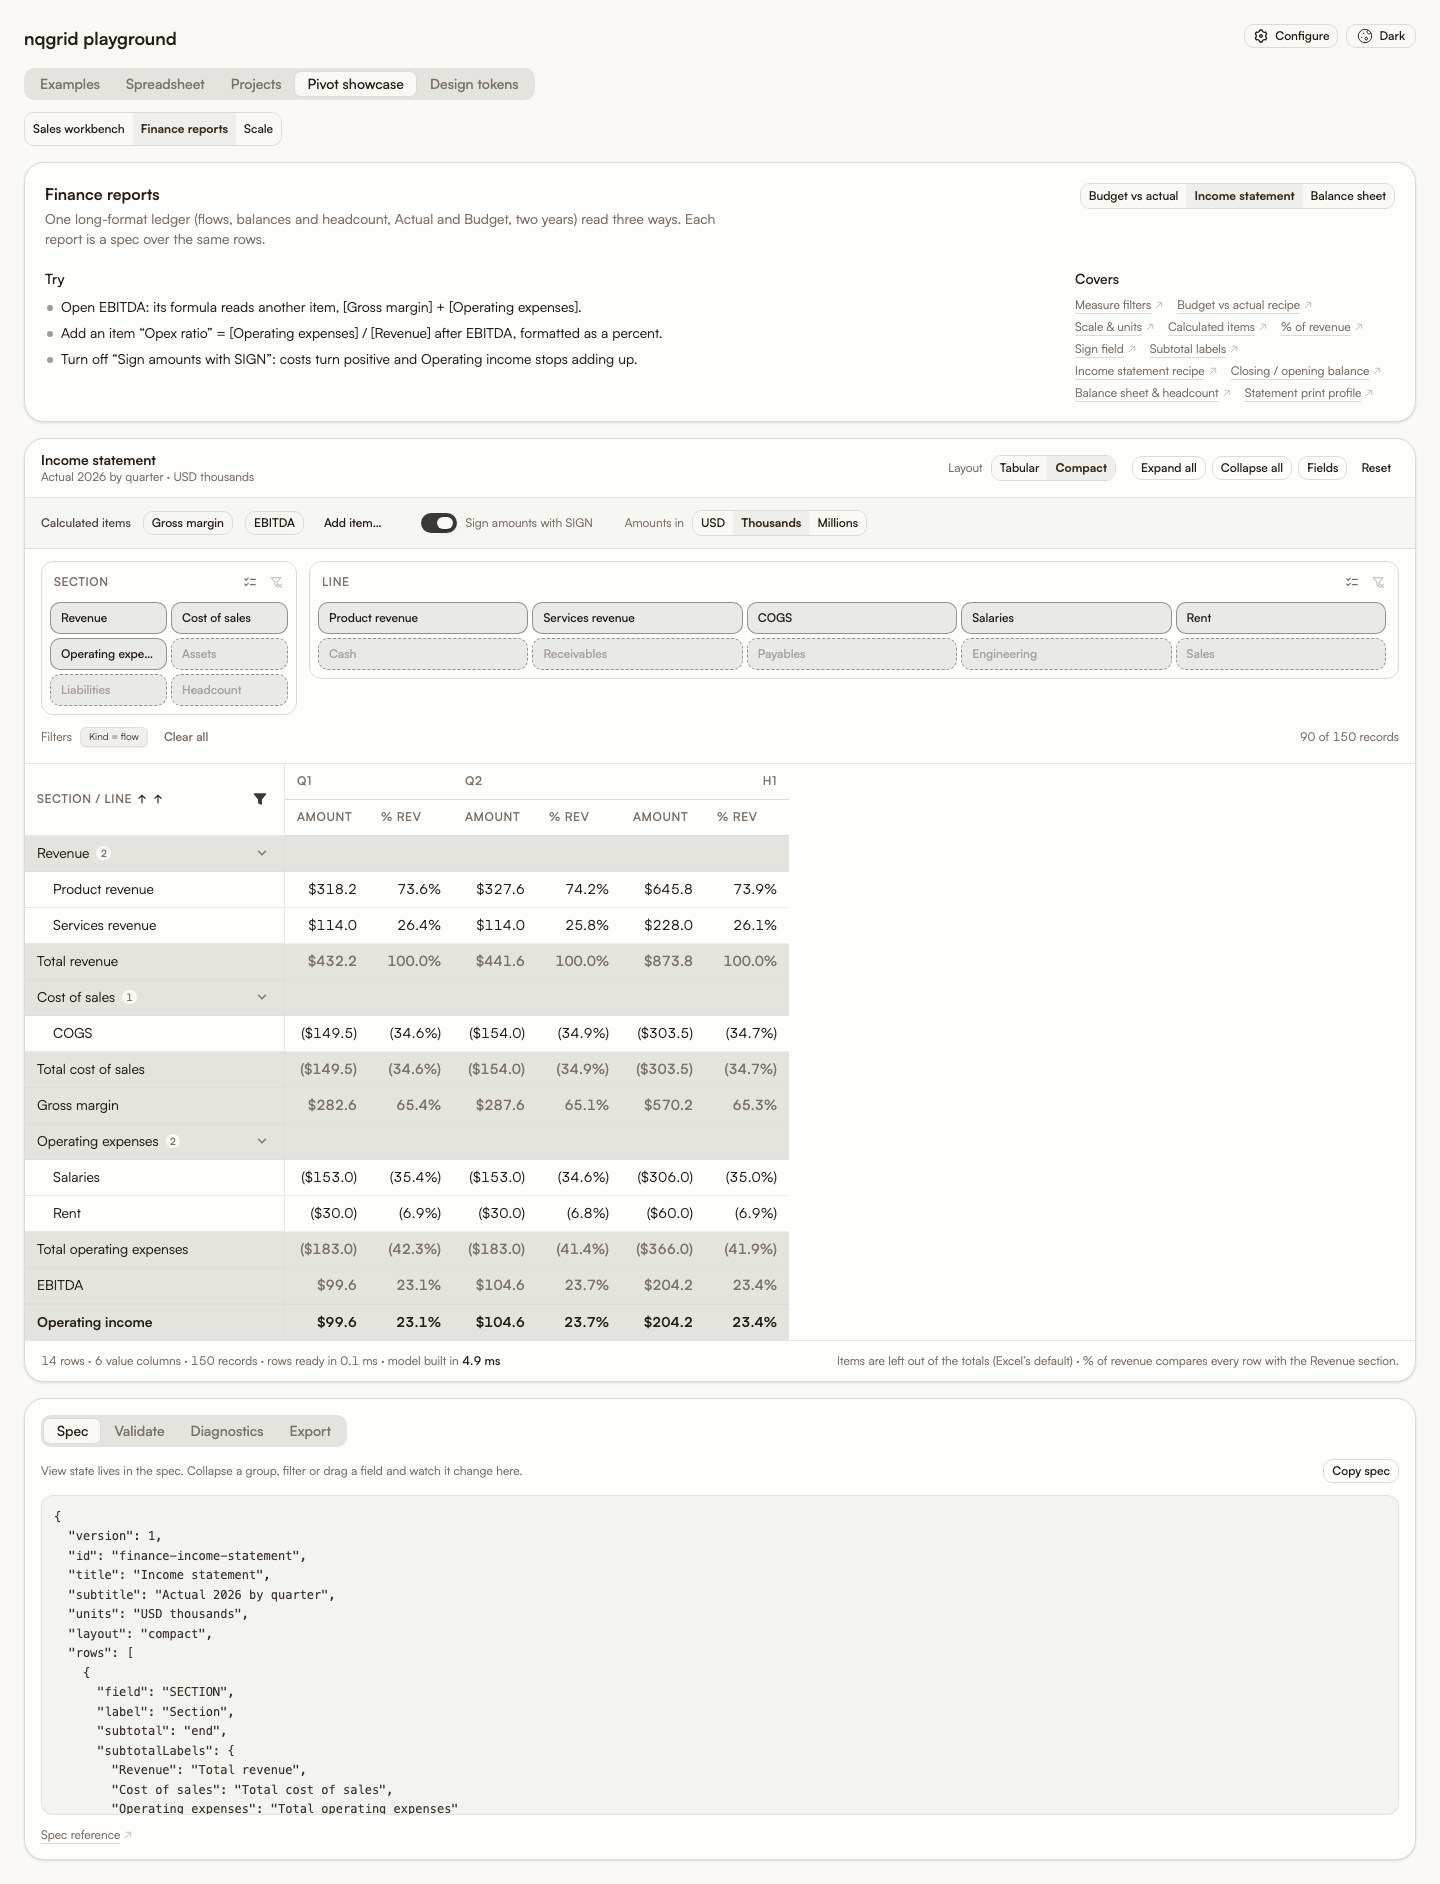 nqgrid playground
Configure
Dark
Examples Spreadsheet Projects Pivot showcase Design tokens
Sales workbench Finance reports Scale
Finance reports
Budget vs actual Income statement Balance sheet
One long-format ledger (flows, balances and headcount, Actual and Budget, two years) read three ways. Each
report is a spec over the same rows.
Try
Open EBITDA: its formula reads another item, [Gross margin] + [Operating expenses].
Add an item “Opex ratio” = [Operating expenses] / [Revenue] after EBITDA, formatted as a percent.
Turn off “Sign amounts with SIGN”: costs turn positive and Operating income stops adding up.
Covers
Measure filters ↗ Budget vs actual recipe ↗
Scale & units ↗ Calculated items ↗ % of revenue ↗
Sign field ↗ Subtotal labels ↗
Income statement recipe ↗ Closing / opening balance ↗
Balance sheet & headcount ↗ Statement print profile ↗
Income statement
Actual 2026 by quarter · USD thousands
Layout Tabular Compact Expand all Collapse all Fields Reset
Calculated items Gross margin EBITDA Add item... Sign amounts with SIGN Amounts in USD Thousands Millions
SECTION
Revenue Cost of sales
Operating expe... Assets
Liabilities Headcount
LINE
Product revenue Services revenue COGS Salaries Rent
Cash Receivables Payables Engineering Sales
Filters Kind = flow Clear all
90 of 150 records
SECTION / LINE ↑ ↑
Q1 Q2 H1
AMOUNT % REV AMOUNT % REV AMOUNT % REV
Revenue 2
Product revenue $318.2 73.6% $327.6 74.2% $645.8 73.9%
Services revenue $114.0 26.4% $114.0 25.8% $228.0 26.1%
Total revenue $432.2 100.0% $441.6 100.0% $873.8 100.0%
Cost of sales 1
COGS ($149.5) (34.6%) ($154.0) (34.9%) ($303.5) (34.7%)
Total cost of sales ($149.5) (34.6%) ($154.0) (34.9%) ($303.5) (34.7%)
Gross margin $282.6 65.4% $287.6 65.1% $570.2 65.3%
Operating expenses 2
Salaries ($153.0) (35.4%) ($153.0) (34.6%) ($306.0) (35.0%)
Rent ($30.0) (6.9%) ($30.0) (6.8%) ($60.0) (6.9%)
Total operating expenses ($183.0) (42.3%) ($183.0) (41.4%) ($366.0) (41.9%)
EBITDA $99.6 23.1% $104.6 23.7% $204.2 23.4%
Operating income $99.6 23.1% $104.6 23.7% $204.2 23.4%
14 rows · 6 value columns · 150 records · rows ready in 0.1 ms · model built in 4.9 ms
Items are left out of the totals (Excel's default) · % of revenue compares every row with the Revenue section.
Spec Validate Diagnostics Export
View state lives in the spec. Collapse a group, filter or drag a field and watch it change here.
Copy spec
{
"version": 1,
"id": "finance-income-statement",
"title": "Income statement",
"subtitle": "Actual 2026 by quarter",
"units": "USD thousands",
"layout": "compact",
"rows": [
{
"field": "SECTION",
"label": "Section",
"subtotal": "end",
"subtotalLabels": {
"Revenue": "Total revenue",
"Cost of sales": "Total cost of sales",
"Operating expenses": "Total operating expenses"
Spec reference ↗